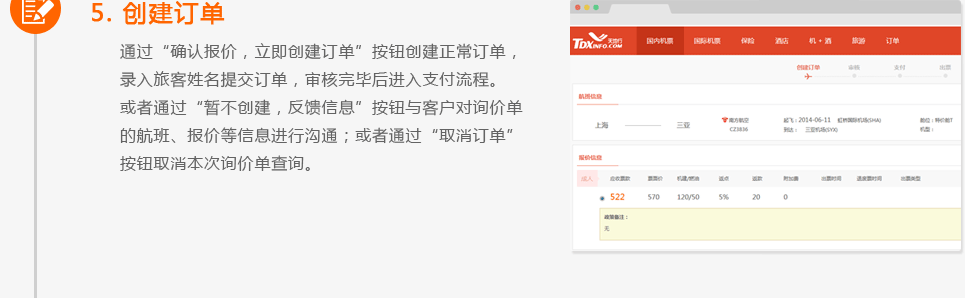 5. 创建订单
通过“确认报价，立即创建订单”按钮创建正常订单，
录入旅客姓名提交订单，审核完毕后进入支付流程。
或者通过“暂不创建，反馈信息”按钮与客户对询价单
的航班、报价等信息进行沟通；或者通过“取消订单”
按钮取消本次询价单查询。
TDXINFO.COM 天地行 国内机票 国际机票 保险 酒店 机 + 酒 旅游 订单
创建订单 审核 支付 出票
航班信息
上海 三亚 南方航空 CZ3836 起飞：2014-06-11 虹桥国际机场(SHA) 舱位：特价舱T
到达： 三亚机场(SYX) 机型：
报价信息
成人 应收票款 票面价 机建/燃油 返点 返款 附加费 出票时间 退废票时间 出票类型
522 570 120/50 5% 20 0
政策备注：
无